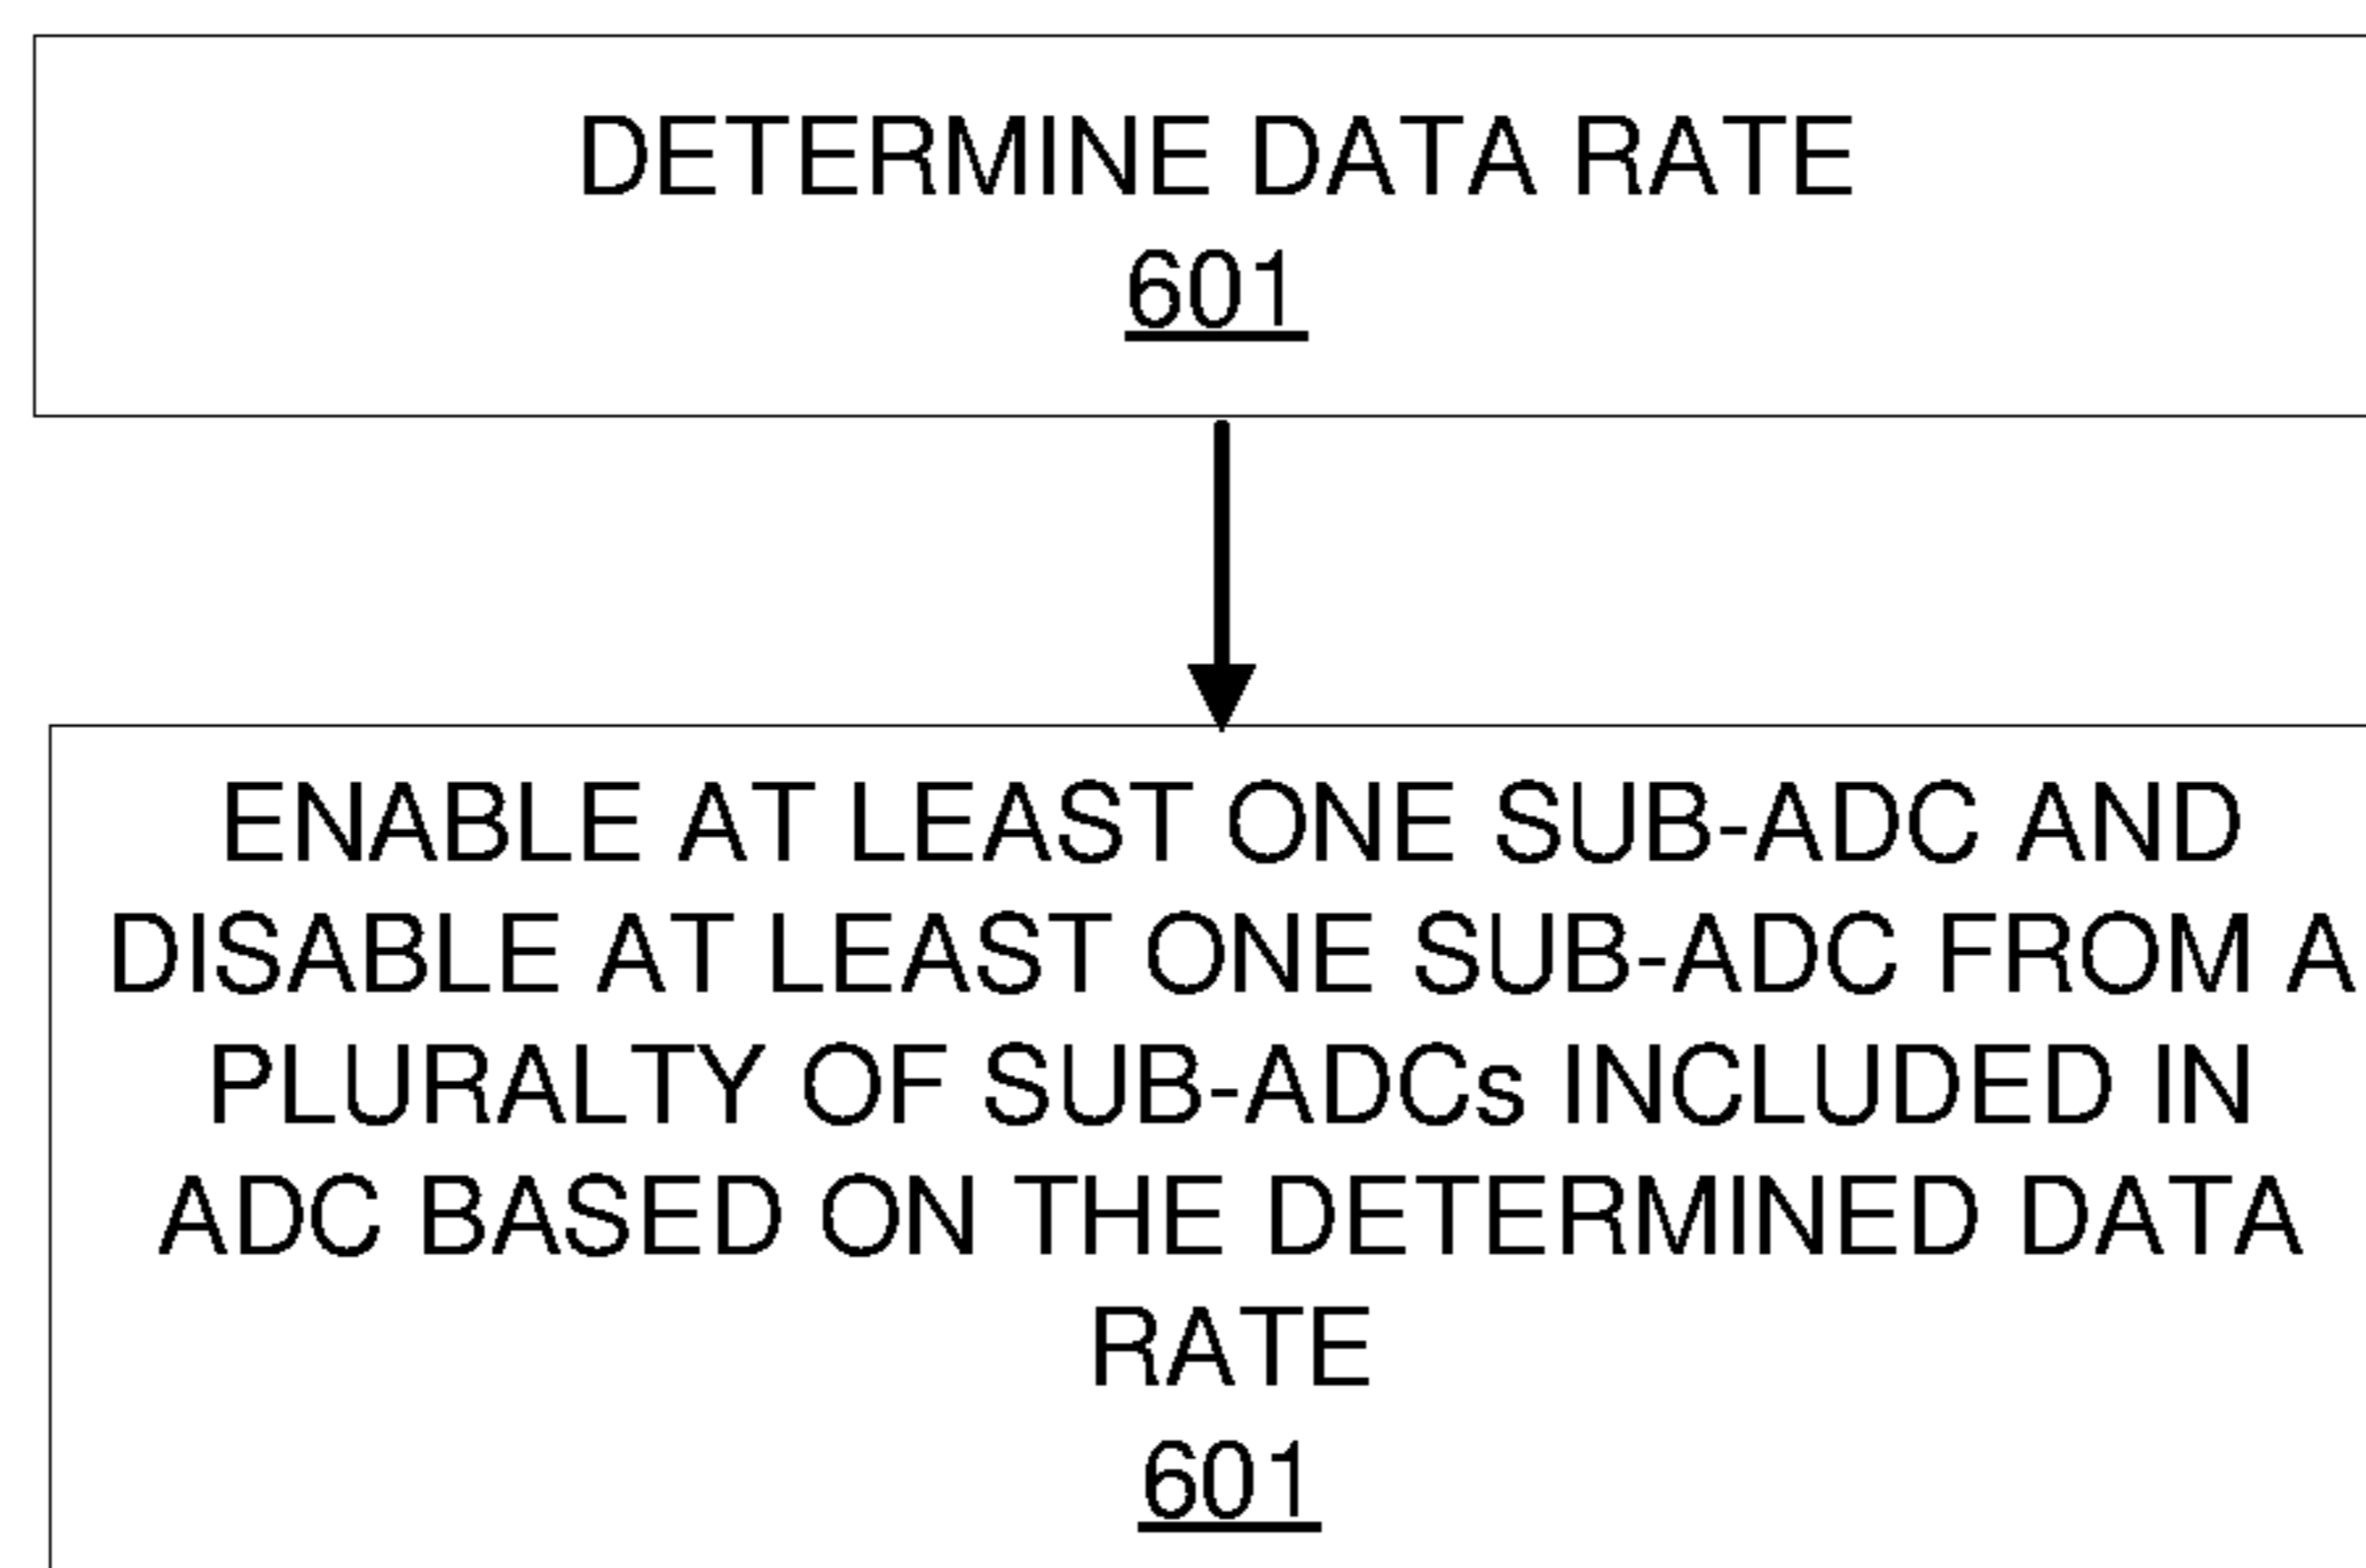 DETERMINE DATA RATE
601
ENABLE AT LEAST ONE SUB-ADC AND
DISABLE AT LEAST ONE SUB-ADC FROM A
PLURALTY OF SUB-ADCs INCLUDED IN
ADC BASED ON THE DETERMINED DATA
RATE
601